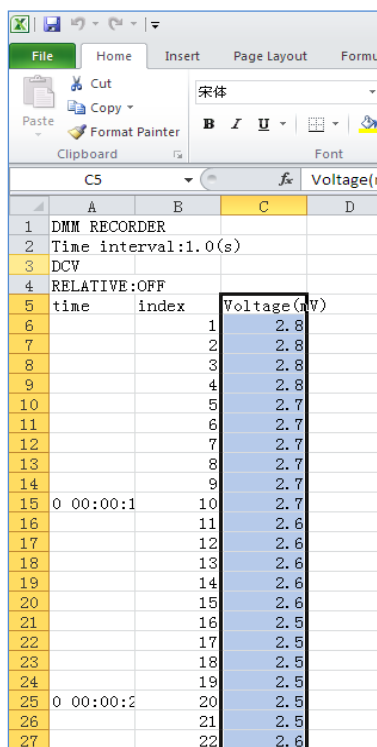 File Home Insert Page Layout Formu
Cut
Copy
Paste
Format Painter
宋体
B I U
Clipboard
Font
C5 fx Voltage(
A B C D
1 DMM RECORDER
2 Time interval:1.0(s)
3 DCV
4 RELATIVE:OFF
5 time index Voltage(mV)
6 1 2.8
7 2 2.8
8 3 2.8
9 4 2.8
10 5 2.7
11 6 2.7
12 7 2.7
13 8 2.7
14 9 2.7
15 0 00:00:1 10 2.7
16 11 2.6
17 12 2.6
18 13 2.6
19 14 2.6
20 15 2.6
21 16 2.5
22 17 2.5
23 18 2.5
24 19 2.5
25 0 00:00:2 20 2.5
26 21 2.5
27 22 2.6